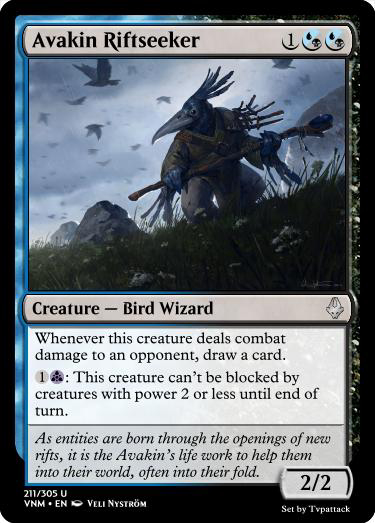 Avakin Riftseeker 1
Creature — Bird Wizard
Whenever this creature deals combat
damage to an opponent, draw a card.
1: This creature can't be blocked by
creatures with power 2 or less until end of
turn.
As entities are born through the openings of new
rifts, it is the Avakin's life work to help them
into their world, often into their fold.
2/2
211/305 U
VNM • EN Veli Nyström
Set by Tvpattack